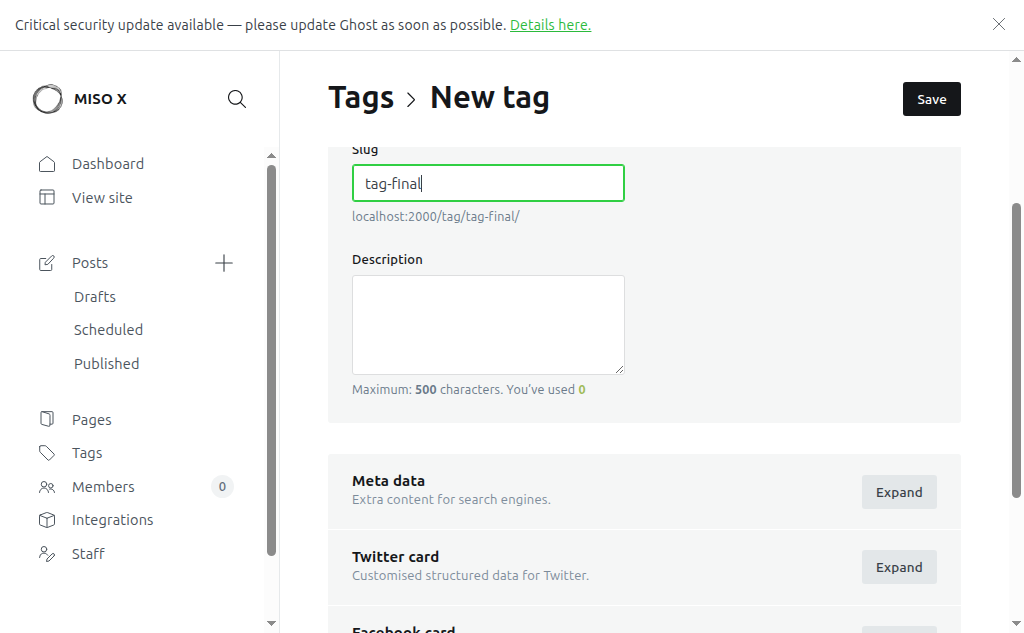 Critical security update available — please update Ghost as soon as possible. Details here.
MISO X
Tags > New tag
Save
Dashboard
View site
Posts
Drafts
Scheduled
Published
Pages
Tags
Members 0
Integrations
Staff
Slug
tag-final
localhost:2000/tag/tag-final/
Description
Maximum: 500 characters. You've used 0
Meta data
Extra content for search engines.
Expand
Twitter card
Customised structured data for Twitter.
Expand
Facebook card